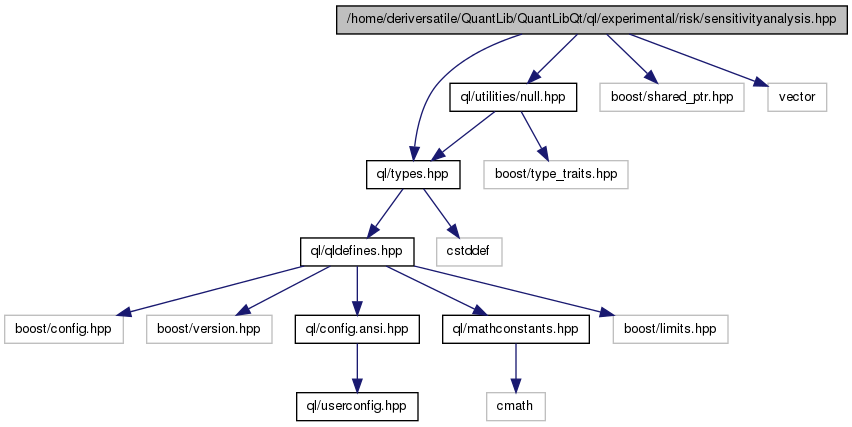 /home/deriversatile/QuantLib/QuantLibQt/ql/experimental/risk/sensitivityanalysis.hpp
ql/utilities/null.hpp
boost/shared_ptr.hpp
vector
ql/types.hpp
boost/type_traits.hpp
ql/qldefines.hpp
cstddef
boost/config.hpp
boost/version.hpp
ql/config.ansi.hpp
ql/mathconstants.hpp
boost/limits.hpp
ql/userconfig.hpp
cmath